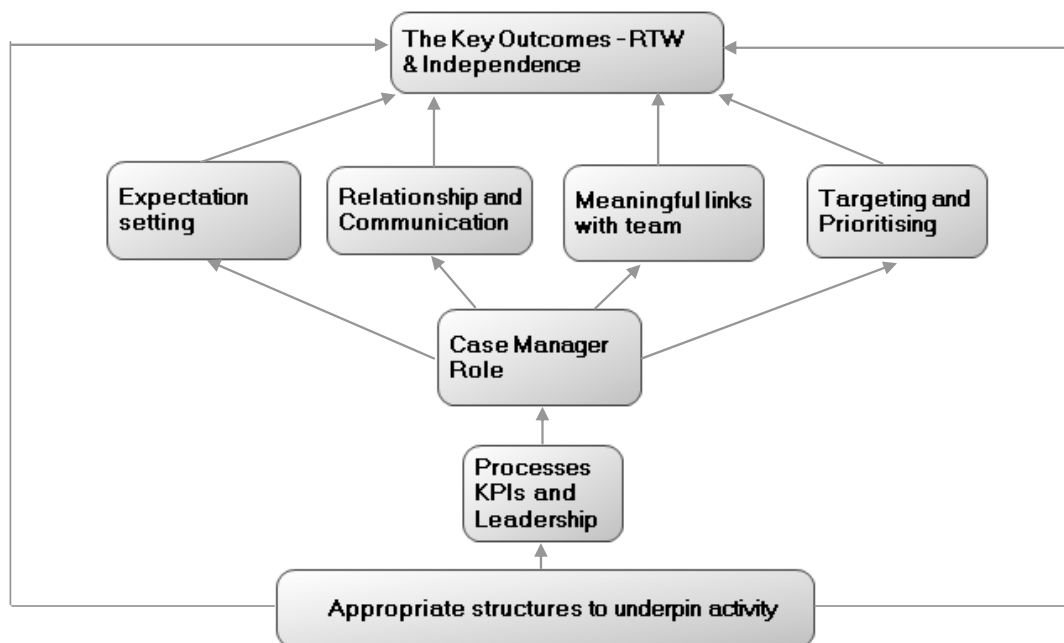 The Key Outcomes - RTW
& Independence
Expectation
setting
Relationship and
Communication
Meaningful links
with team
Targeting and
Prioritising
Case Manager
Role
Processes
KPIs and
Leadership
Appropriate structures to underpin activity